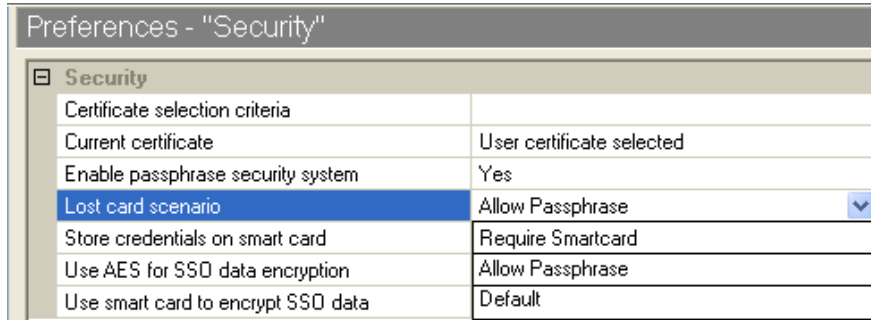 Preferences - "Security"
Security
Certificate selection criteria
Current certificate User certificate selected
Enable passphrase security system Yes
Lost card scenario Allow Passphrase
Store credentials on smart card Require Smartcard
Use AES for SSO data encryption Allow Passphrase
Use smart card to encrypt SSO data Default